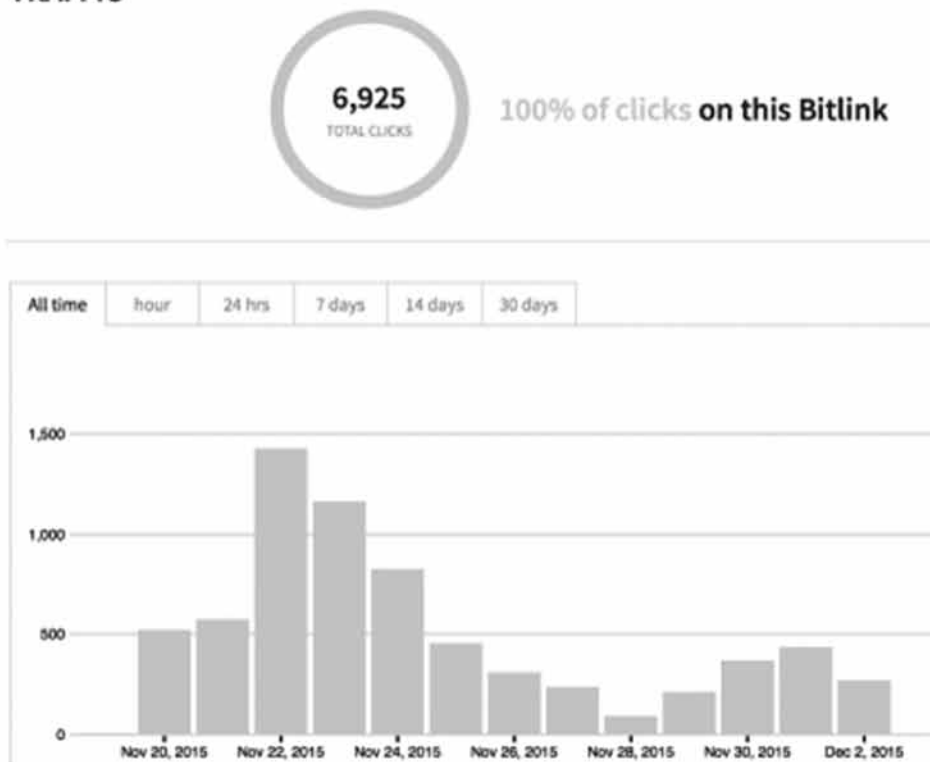 6,925
TOTAL CLICKS
100% of clicks on this Bitlink
All time hour 24 hrs 7 days 14 days 30 days
1,500
1,000
500
0
Nov 20, 2015 Nov 22, 2015 Nov 24, 2015 Nov 26, 2015 Nov 28, 2015 Nov 30, 2015 Dec 2, 2015